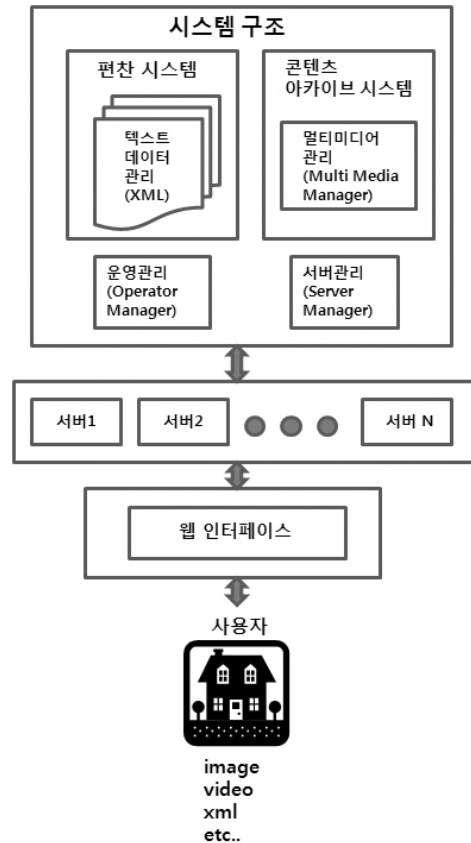 시스템 구조
편찬 시스템
텍스트
데이터
관리
(XML)
콘텐츠
아카이브 시스템
멀티미디어
관리
(Multi Media
Manager)
운영관리
(Operator
Manager)
서버관리
(Server
Manager)
서버1
서버2
서버 N
웹 인터페이스
사용자
image
video
xml
etc..